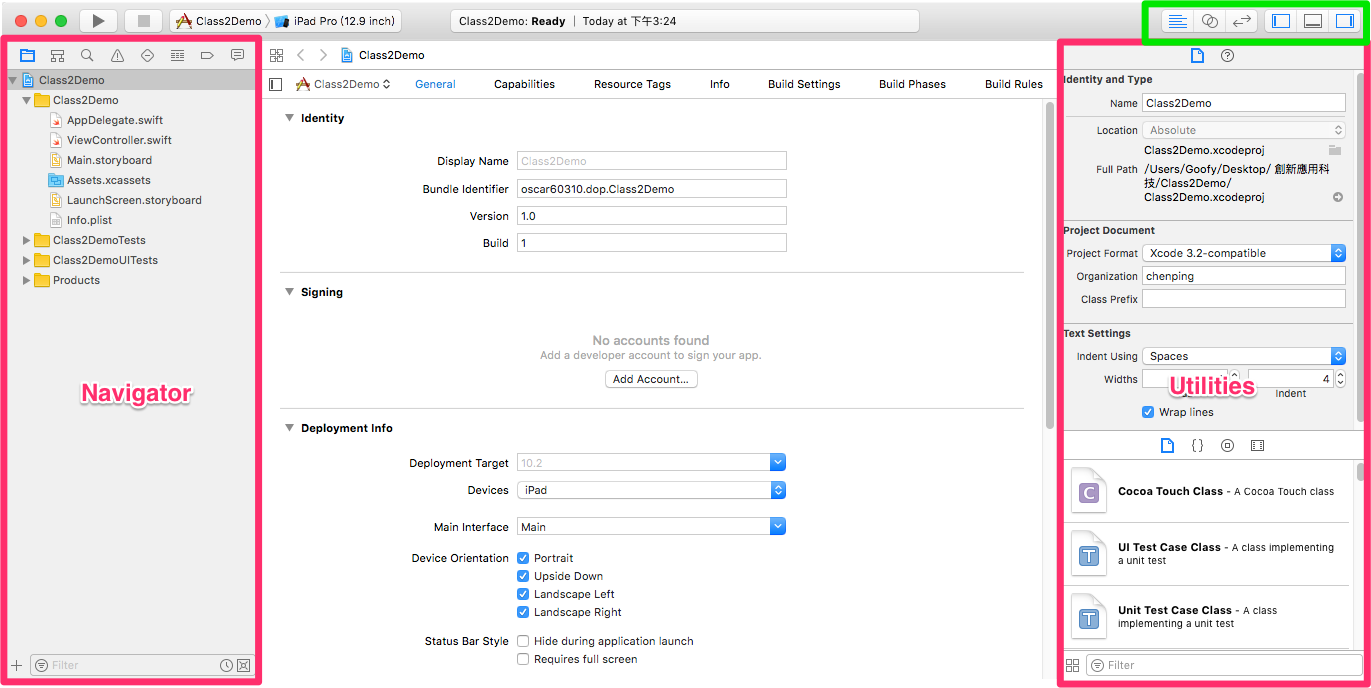 Class2Demo
iPad Pro (12.9 inch)
Class2Demo: Ready | Today at 下午3:24
Class2Demo
Class2Demo
AppDelegate.swift
ViewController.swift
Main.storyboard
Assets.xcassets
LaunchScreen.storyboard
Info.plist
Class2DemoTests
Class2DemoUITests
Products
Navigator
Filter
Class2Demo
Class2Demo
General
Capabilities
Resource Tags
Info
Build Settings
Build Phases
Build Rules
Identity
Display Name Class2Demo
Bundle Identifier oscar60310.dop.Class2Demo
Version 1.0
Build 1
Signing
No accounts found
Add a developer account to sign your app.
Add Account...
Deployment Info
Deployment Target 10.2
Devices iPad
Main Interface Main
Device Orientation Portrait
Upside Down
Landscape Left
Landscape Right
Status Bar Style Hide during application launch
Requires full screen
Identity and Type
Name Class2Demo
Location Absolute
Class2Demo.xcodeproj
Full Path /Users/Goofy/Desktop/ 創新應用科
技/Class2Demo/
Class2Demo.xcodeproj
Project Document
Project Format Xcode 3.2-compatible
Organization chenping
Class Prefix
Text Settings
Indent Using Spaces
Widths 4
Utilities
Indent
Wrap lines
C
Cocoa Touch Class - A Cocoa Touch class
T
UI Test Case Class - A class implementing
a unit test
T
Unit Test Case Class - A class
implementing a unit test
Filter